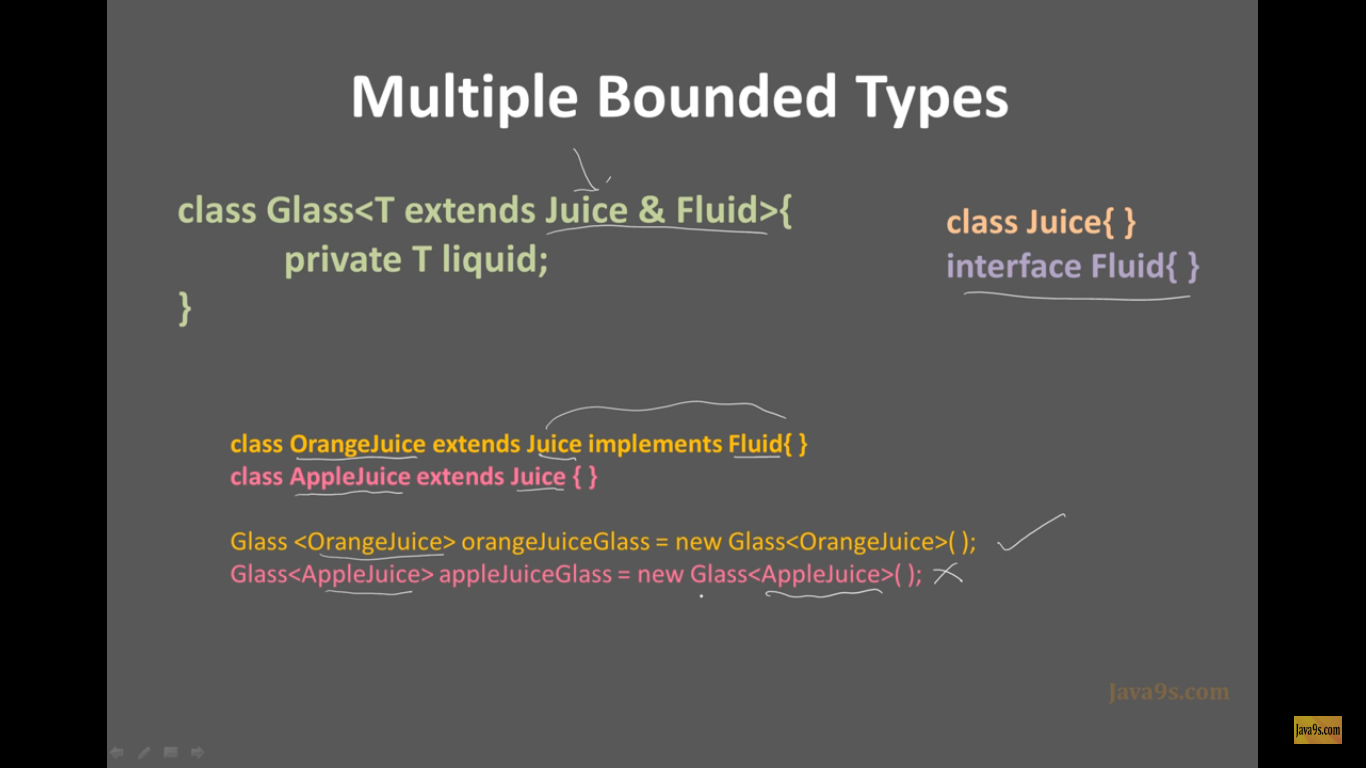 Multiple Bounded Types
class Glass<T extends Juice & Fluid>{
private T liquid;
}
class Juice{ }
interface Fluid{ }
class OrangeJuice extends Juice implements Fluid{ }
class AppleJuice extends Juice { }
Glass <OrangeJuice> orangeJuiceGlass = new Glass<OrangeJuice>( );
Glass<AppleJuice> appleJuiceGlass = new Glass<AppleJuice>( );
Java9s.com
Java9s.com